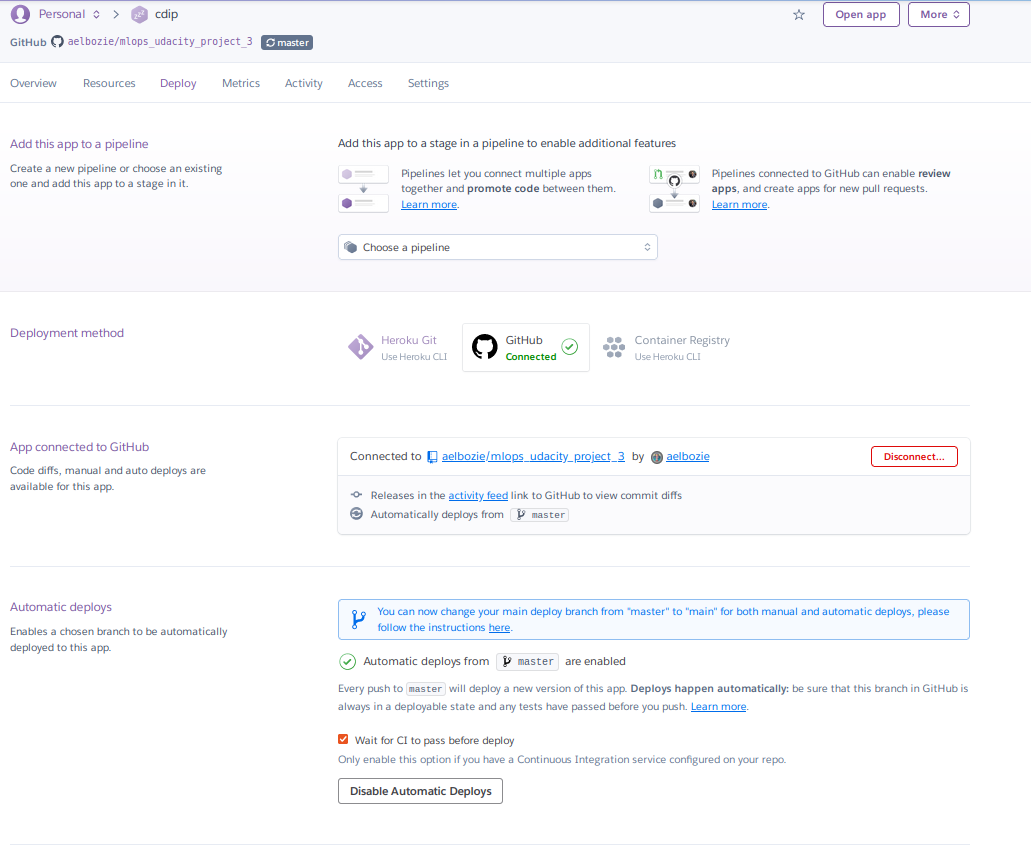 Personal cdip Open app More
GitHub aelbozie/mlops_udacity_project_3 master
Overview Resources Deploy Metrics Activity Access Settings
Add this app to a pipeline
Create a new pipeline or choose an existing
one and add this app to a stage in it.
Add this app to a stage in a pipeline to enable additional features
Pipelines let you connect multiple apps
together and promote code between them.
Learn more.
Pipelines connected to GitHub can enable review
apps, and create apps for new pull requests.
Learn more.
Choose a pipeline
Deployment method
Heroku Git
Use Heroku CLI
GitHub
Connected
Container Registry
Use Heroku CLI
App connected to GitHub
Code diffs, manual and auto deploys are
available for this app.
Connected to aelbozie/mlops_udacity_project_3 by aelbozie Disconnect...
Releases in the activity feed link to GitHub to view commit diffs
Automatically deploys from master
Automatic deploys
Enables a chosen branch to be automatically
deployed to this app.
You can now change your main deploy branch from "master" to "main" for both manual and automatic deploys, please
follow the instructions here.
Automatic deploys from master are enabled
Every push to master will deploy a new version of this app. Deploys happen automatically: be sure that this branch in GitHub is
always in a deployable state and any tests have passed before you push. Learn more.
Wait for CI to pass before deploy
Only enable this option if you have a Continuous Integration service configured on your repo.
Disable Automatic Deploys